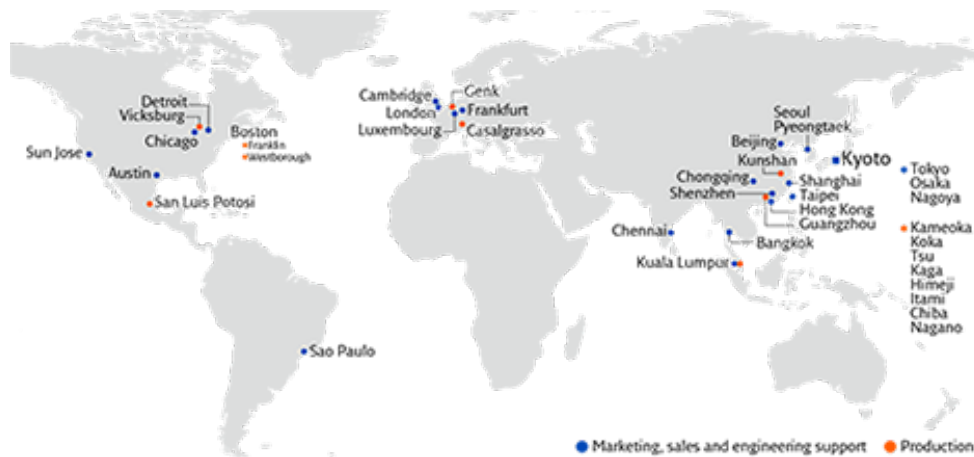 Detroit
Vicksburg
Chicago
Boston
Franklin
Westborough
Sun Jose
Austin
San Luis Potosi
Sao Paulo
Cambridge
London
Luxembourg
Genk
Frankfurt
Casalgrasso
Seoul
Pyeongtaek
Beijing
Kyoto
Kunshan
Chongqing
Shanghai
Shenzhen
Taipei
Hong Kong
Guangzhou
Chennai
Bangkok
Kuala Lumpur
Tokyo
Osaka
Nagoya
Kameoka
Koka
Tsu
Kaga
Himeji
Itami
Chiba
Nagano
Marketing, sales and engineering support
Production